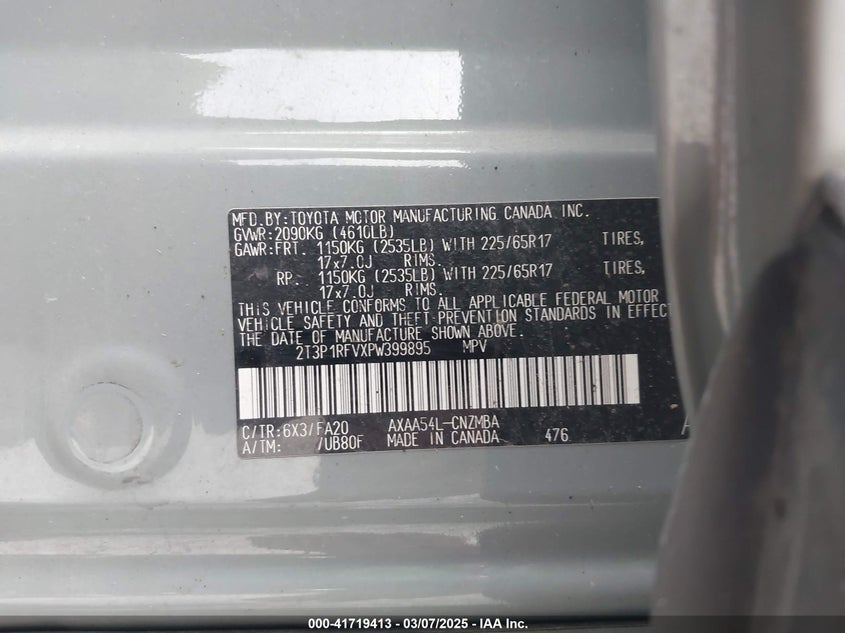 MFD.BY:TOYOTA MOTOR MANUFACTURING CANADA INC.
GVWR:2090KG (4610LB)
GAWR:FRT. 1150KG (2535LB) WITH 225/65R17 TIRES,
17x7.0J RIMS.
RR. 1150KG (2535LB) WITH 225/65R17 TIRES,
17x7.0J RIMS.
THIS VEHICLE CONFORMS TO ALL APPLICABLE FEDERAL MOTOR
VEHICLE SAFETY AND THEFT PREVENTION STANDARDS IN EFFECT
THE DATE OF MANUFACTURE SHOWN ABOVE.
2T3P1RFVXPW399895 MPV
C/TR:6X3/FA20 AXAA54L-CNZMBA
A/TM: /UB80F MADE IN CANADA 476 A
000-41719413 - 03/07/2025 - IAA Inc.